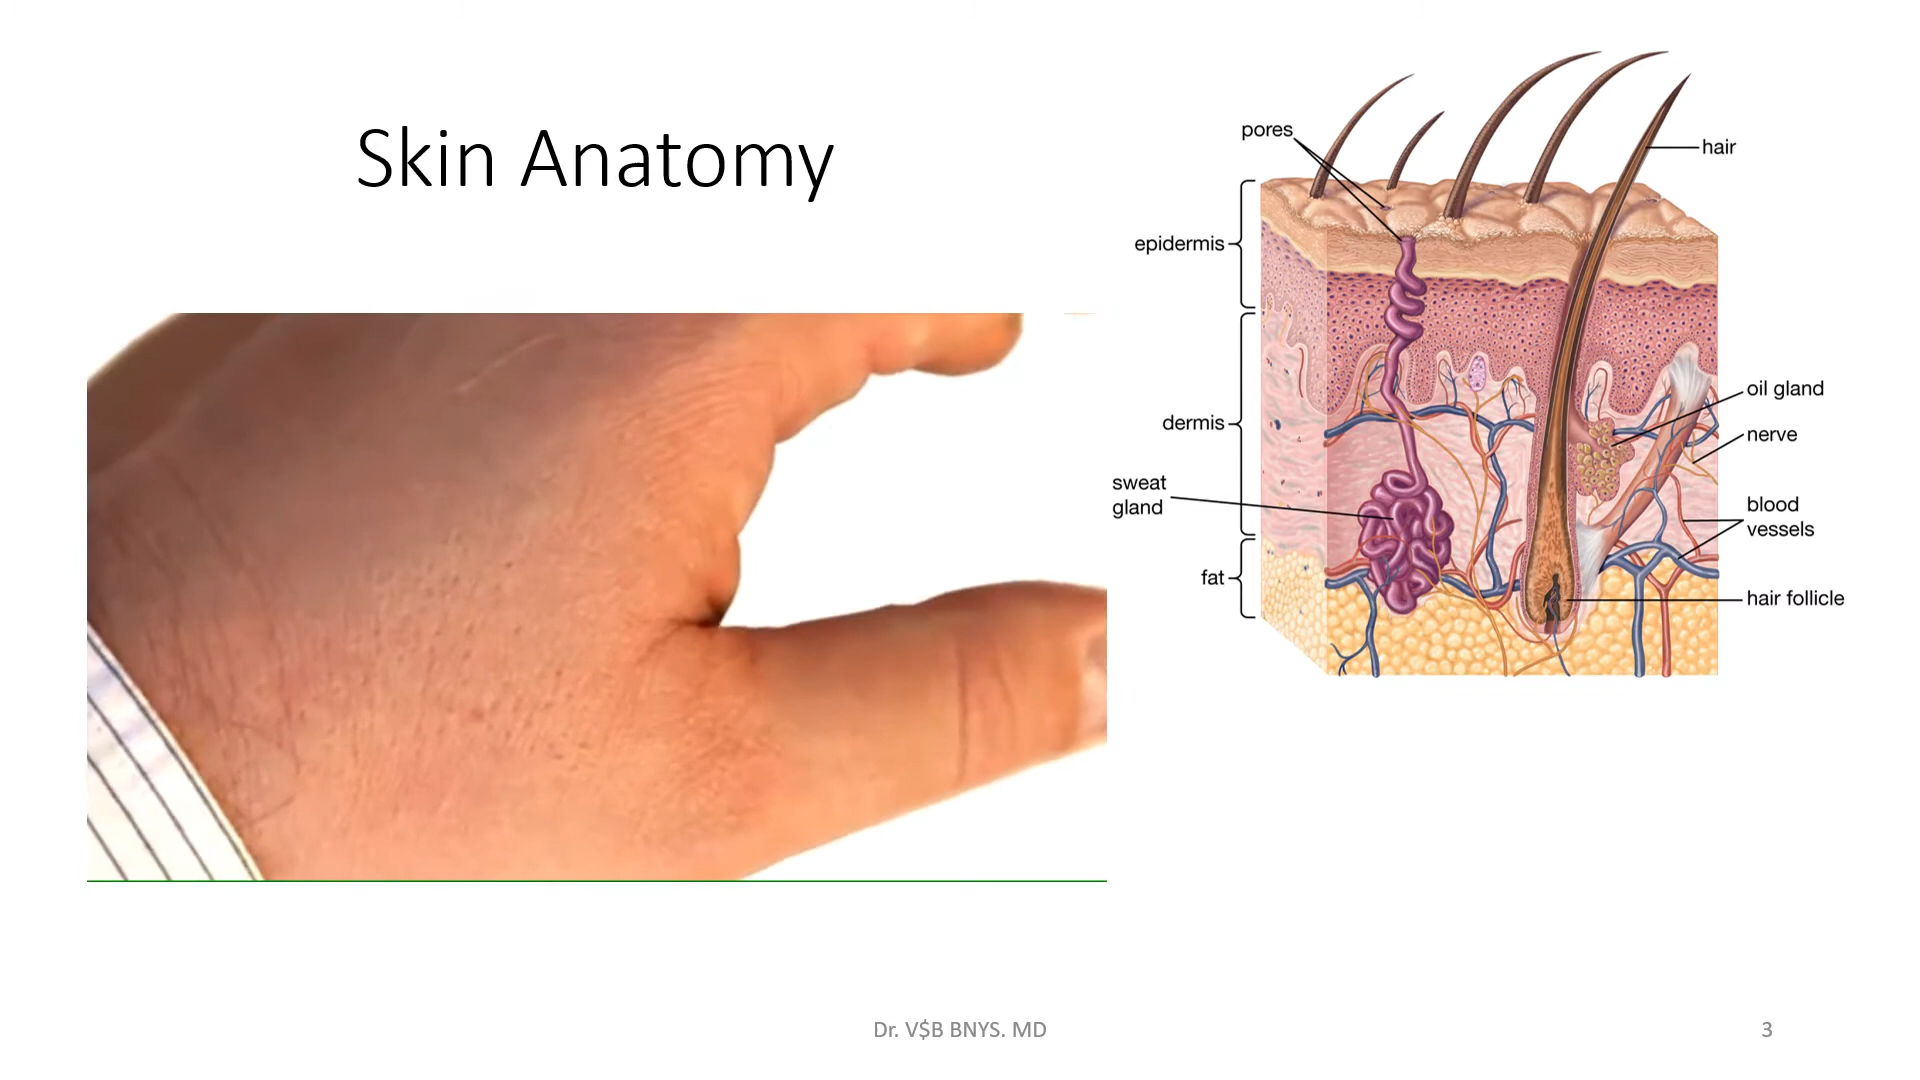 Skin Anatomy
pores
hair
epidermis
dermis
sweat
gland
fat
oil gland
nerve
blood
vessels
hair follicle
Dr. V$B BNYS. MD
3